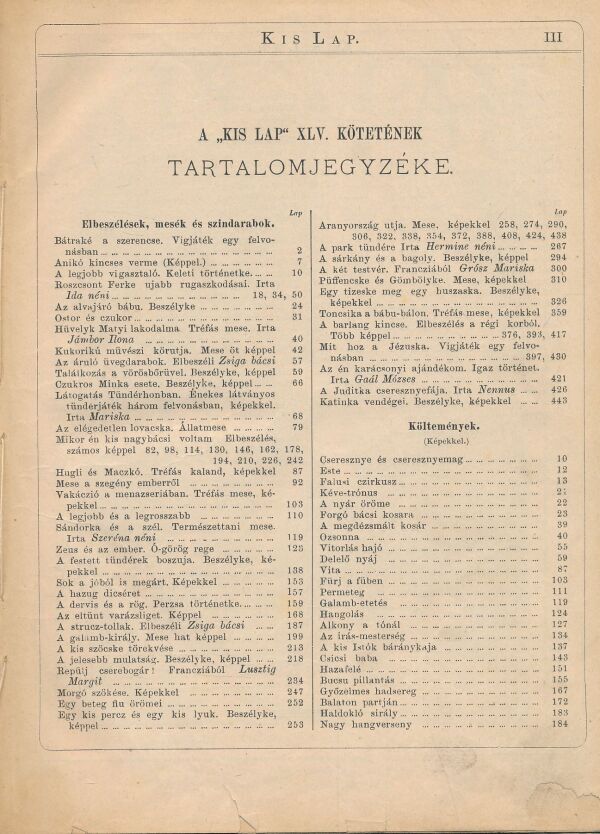 KIS LAP. III
A „KIS LAP" XLV. KÖTETÉNEK
TARTALOMJEGYZÉKE.
Lap
Elbeszélések, mesék és szindarabok.
Bátraké a szerencse. Vigjáték egy felvo-
násban 2
Anikó kincses verme (Képpel.) 7
A legjobb vigasztaló. Keleti történetke. 10
Roszcsont Ferke ujabb rugaszkodásai. Irta
Ida néni 18, 34, 50
Az alvajáró bábu. Beszélyke 24
Ostor és czukor 31
Hüvelyk Matyi lakodalma. Tréfás mese. Irta
Jámbor Ilona 40
Kukorikú művészi körutja. Mese öt képpel 42
Az áruló üvegdarabok. Elbeszéli Zsiga bácsi 57
Találkozás a vörösbőrüvel. Beszélyke, képpel 59
Czukros Minka esete. Beszélyke, képpel 66
Látogatás Tündérhonban. Énekes látványos
tünderjáték három felvonásban, képekkel.
Irta Mariska 68
Az elégedetlen lovacska. Állatmese 79
Mikor én kis nagybácsi voltam Elbeszélés,
számos képpel 82, 98, 114, 130, 146, 162, 178,
194, 210, 226, 242
Hugli és Maczkó. Tréfás kaland, képekkel 87
Mese a szegény emberről 92
Vakáczió a menazseriában. Tréfás mese, ké-
pekkel 103
A legjobb és a legrosszabb 110
Sándorka és a szél. Természettani mese.
Irta Szeréna néni 119
Zeus és az ember. Ó-görög rege 123
A festett tündérek boszuja. Beszélyke, ké-
pekkel 138
Sok a jóból is megárt. Képekkel 153
A hazug dicséret 157
A dervis és a rög. Perzsa történetke. 159
Az eltünt varázsliget. Képpel 168
A strucz-tollak. Elbeszéli Zsiga bácsi 187
A galamb-király. Mese hat képpel 199
A kis szöcske törekvése 213
A jelesebb mulatság. Beszélyke, képpel 218
Repülj cserebogár! Francziából Lusztig
Margit 234
Morgó szökése. Képekkel 247
Egy beteg fiu örömei 252
Egy kis percz és egy kis lyuk. Beszélyke,
képpel 253
Lap
Aranyország utja. Mese, képekkel 258, 274, 290,
306, 322, 338, 354, 372, 388, 408, 424, 438
A park tündére Irta Hermine néni 267
A sárkány és a bagoly. Beszélyke, képpel 294
A két testvér. Francziából Grósz Mariska 300
Püffencske és Gömbölyke. Mese, képekkel 310
Egy tizeske meg egy huszaska. Beszélyke,
képekkel 326
Toncsika a bábu-bálon. Tréfás mese, képekkel 359
A barlang kincse. Elbeszélés a régi korból.
Több képpel 376, 393, 417
Mit hoz a Jézuska. Vigjáték egy felvo-
násban 397, 430
Az én karácsonyi ajándékom. Igaz történet.
Irta Gaál Mózses 421
A Juditka cseresznyefája. Irta Nennus 426
Katinka vendégei. Beszélyke, képekkel 443
Költemények.
(Képekkel.)
Cseresznye és cseresznyemag 10
Este 12
Falusi czirkusz 13
Kéve-trónus 21
A nyár öröme 22
Forgó bácsi kosara 23
A megdézsmált kosár 39
Ozsonna 40
Vitorlás hajó 55
Delelő nyáj 59
Vita 87
Fürj a fűben 103
Permeteg 111
Galamb-etetés 119
Hangolás 124
Alkony a tónál 127
Az irás-mesterség 134
A kis Istók báránykája 137
Csicsi baba 143
Hazafelé 151
Bucsu pillantás 155
Győzelmes hadsereg 167
Balaton partján 172
Haldokló sirály 183
Nagy hangverseny 184